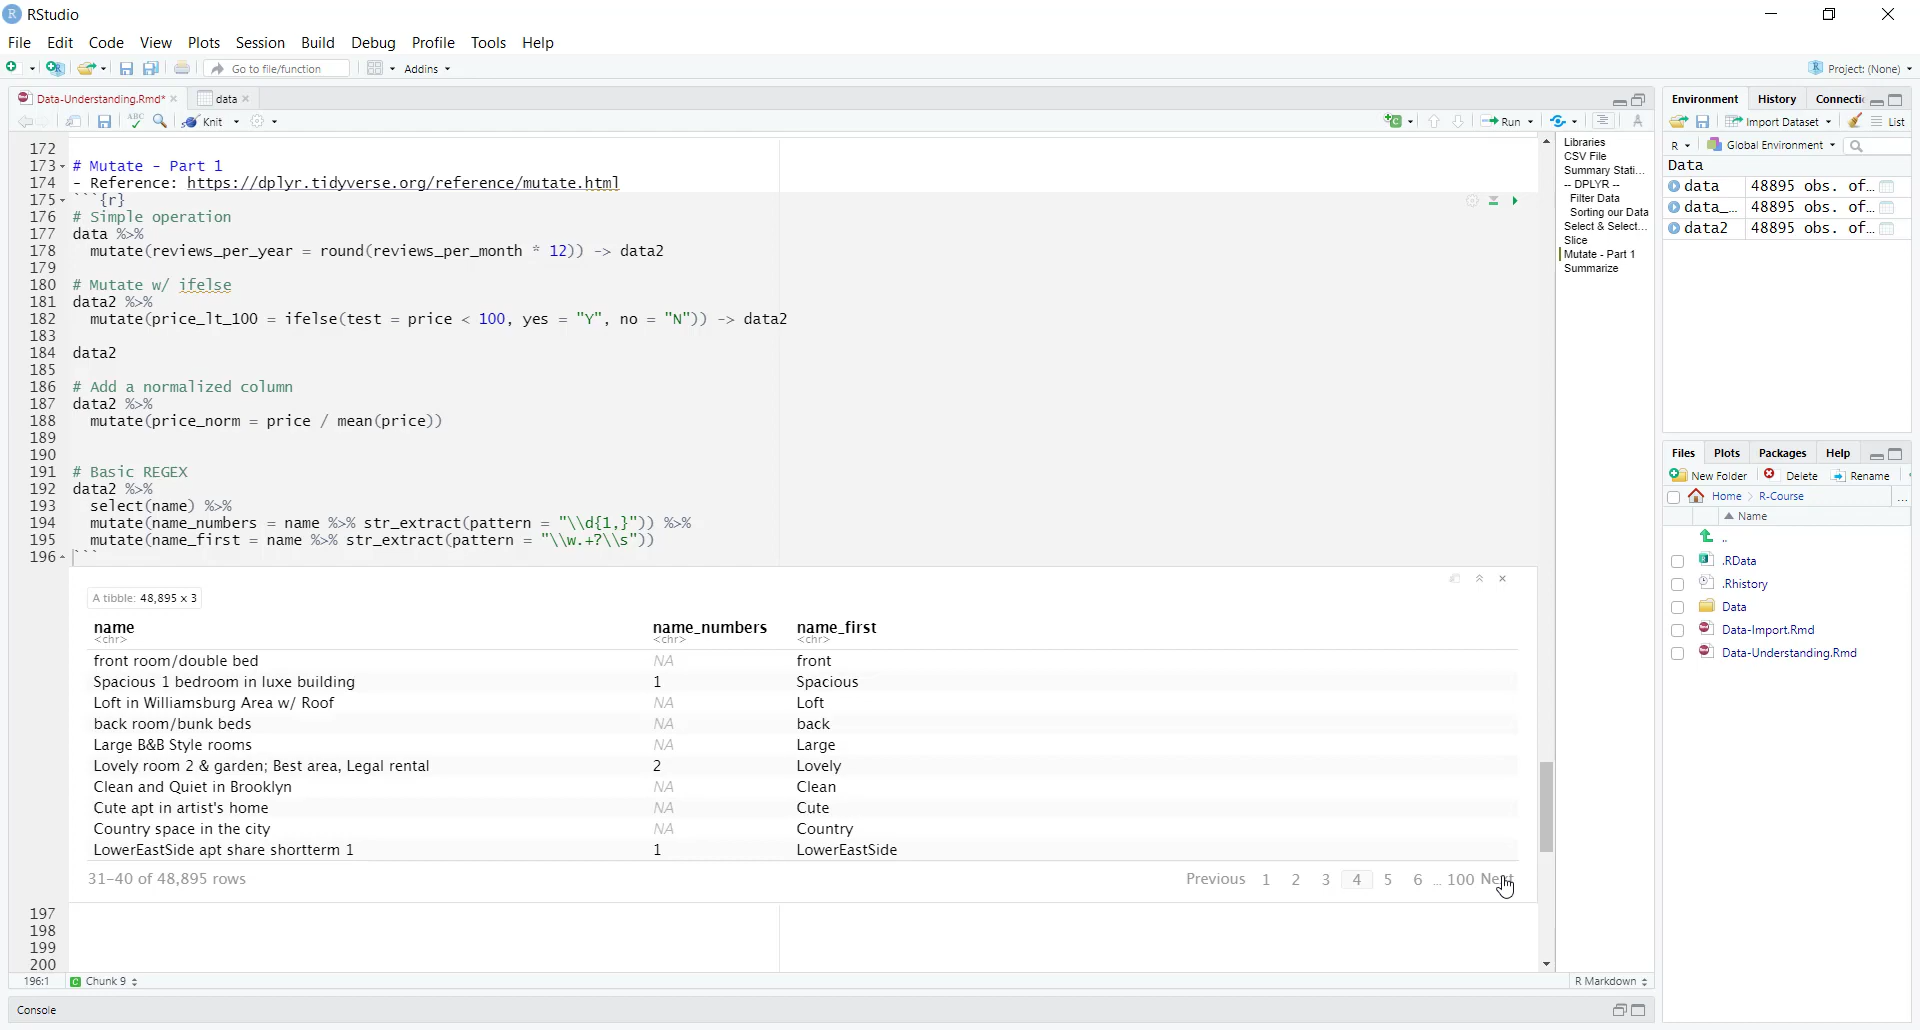 RStudio
File Edit Code View Plots Session Build Debug Profile Tools Help
Go to file/function Addins Project: (None)
Data-Understanding.Rmd* data
Knit Run
172
173 # Mutate - Part 1
174 - Reference: https://dplyr.tidyverse.org/reference/mutate.html
175 ```{r}
176 # Simple operation
177 data %>%
178 mutate(reviews_per_year = round(reviews_per_month * 12)) -> data2
179
180 # Mutate w/ ifelse
181 data2 %>%
182 mutate(price_lt_100 = ifelse(test = price < 100, yes = "Y", no = "N")) -> data2
183
184 data2
185
186 # Add a normalized column
187 data2 %>%
188 mutate(price_norm = price / mean(price))
189
190
191 # Basic REGEX
192 data2 %>%
193 select(name) %>%
194 mutate(name_numbers = name %>% str_extract(pattern = "\\d{1,}")) %>%
195 mutate(name_first = name %>% str_extract(pattern = "\\w.+?\\s"))
196 ```
A tibble: 48,895 x 3
name name_numbers name_first
<chr> <chr> <chr>
front room/double bed NA front
Spacious 1 bedroom in luxe building 1 Spacious
Loft in Williamsburg Area w/ Roof NA Loft
back room/bunk beds NA back
Large B&B Style rooms NA Large
Lovely room 2 & garden; Best area, Legal rental 2 Lovely
Clean and Quiet in Brooklyn NA Clean
Cute apt in artist's home NA Cute
Country space in the city NA Country
LowerEastSide apt share shortterm 1 1 LowerEastSide
31-40 of 48,895 rows Previous 1 2 3 4 5 6 ... 100 Next
197
198
199
200
196:1 Chunk 9 R Markdown
Console
Libraries
CSV File
Summary Stati...
-- DPLYR --
Filter Data
Sorting our Data
Select & Select...
Slice
Mutate - Part 1
Summarize
Environment History Connectic
Import Dataset List
R Global Environment
Data
data 48895 obs. of...
data_... 48895 obs. of...
data2 48895 obs. of...
Files Plots Packages Help
New Folder Delete Rename
Home R-Course ...
Name
..
.RData
.Rhistory
Data
Data-Import.Rmd
Data-Understanding.Rmd